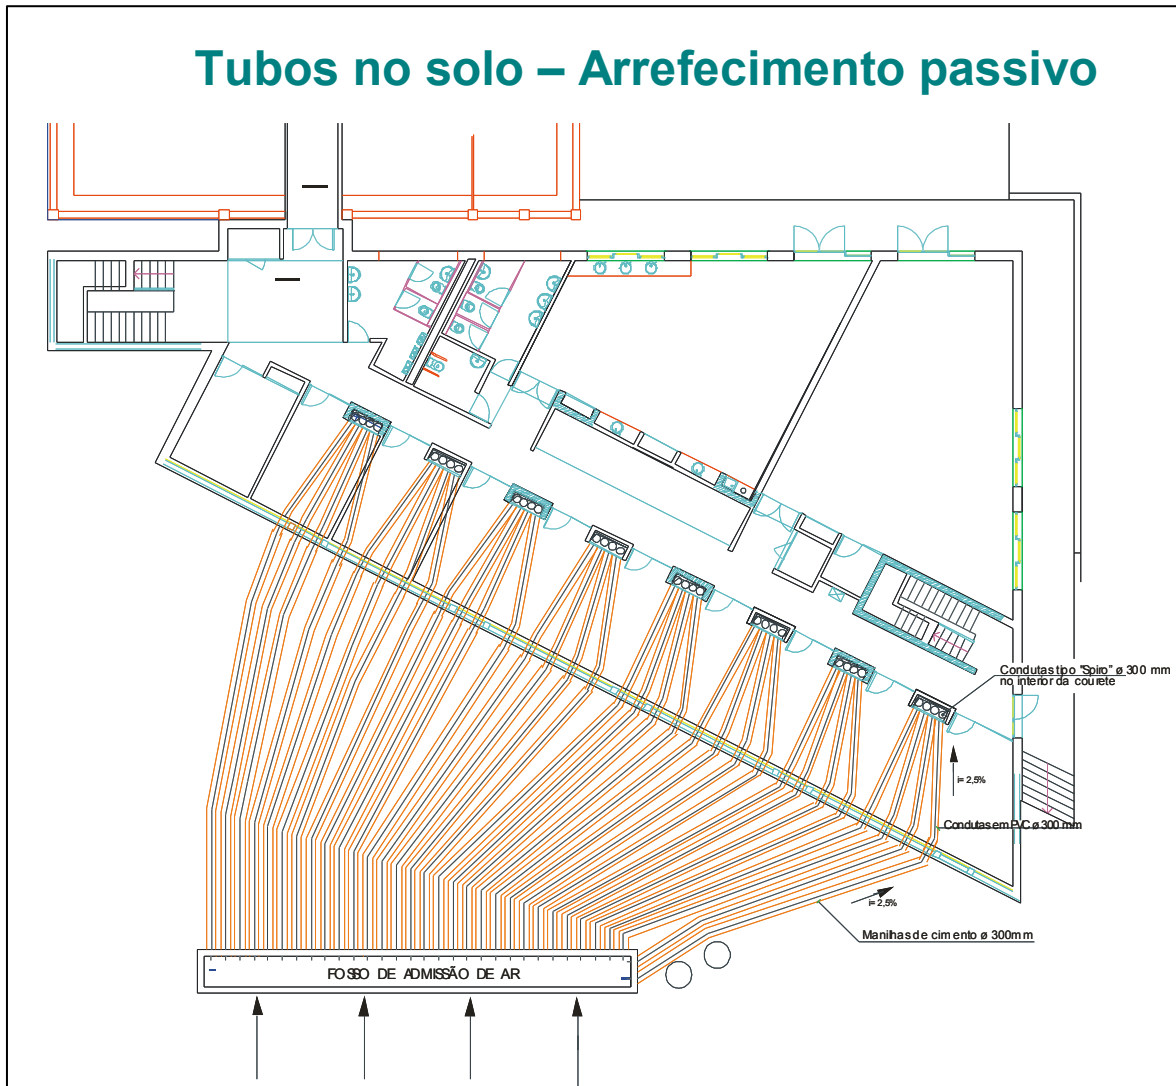 Tubos no solo – Arrefecimento passivo
Condutas tipo "Spiro" ø 300 mm
no interior da courete
i= 2,5%
Condutas em PVC ø 300 mm
i= 2,5%
Manilhas de cimento ø 300mm
FOSSO DE ADMISSÃO DE AR